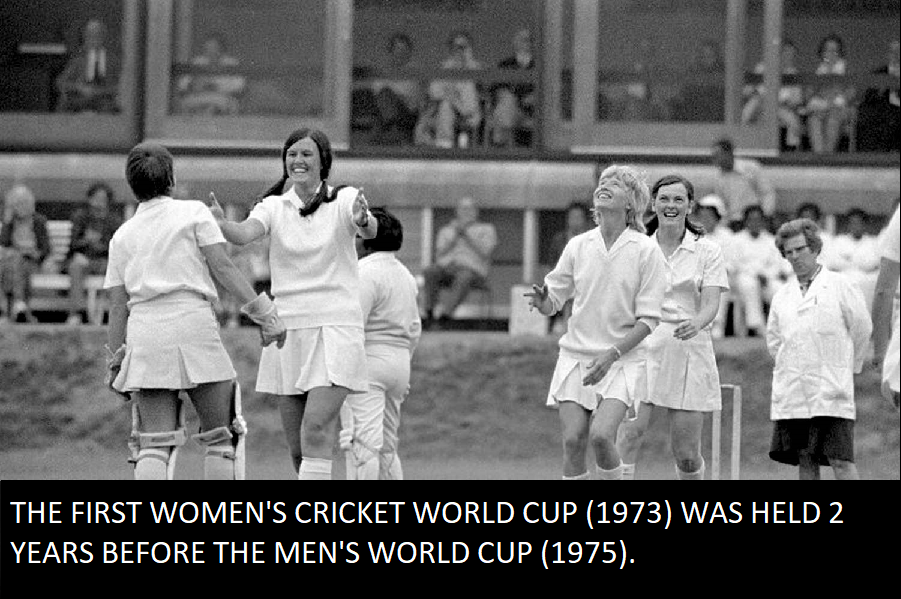 THE FIRST WOMEN'S CRICKET WORLD CUP (1973) WAS HELD 2
YEARS BEFORE THE MEN'S WORLD CUP (1975).